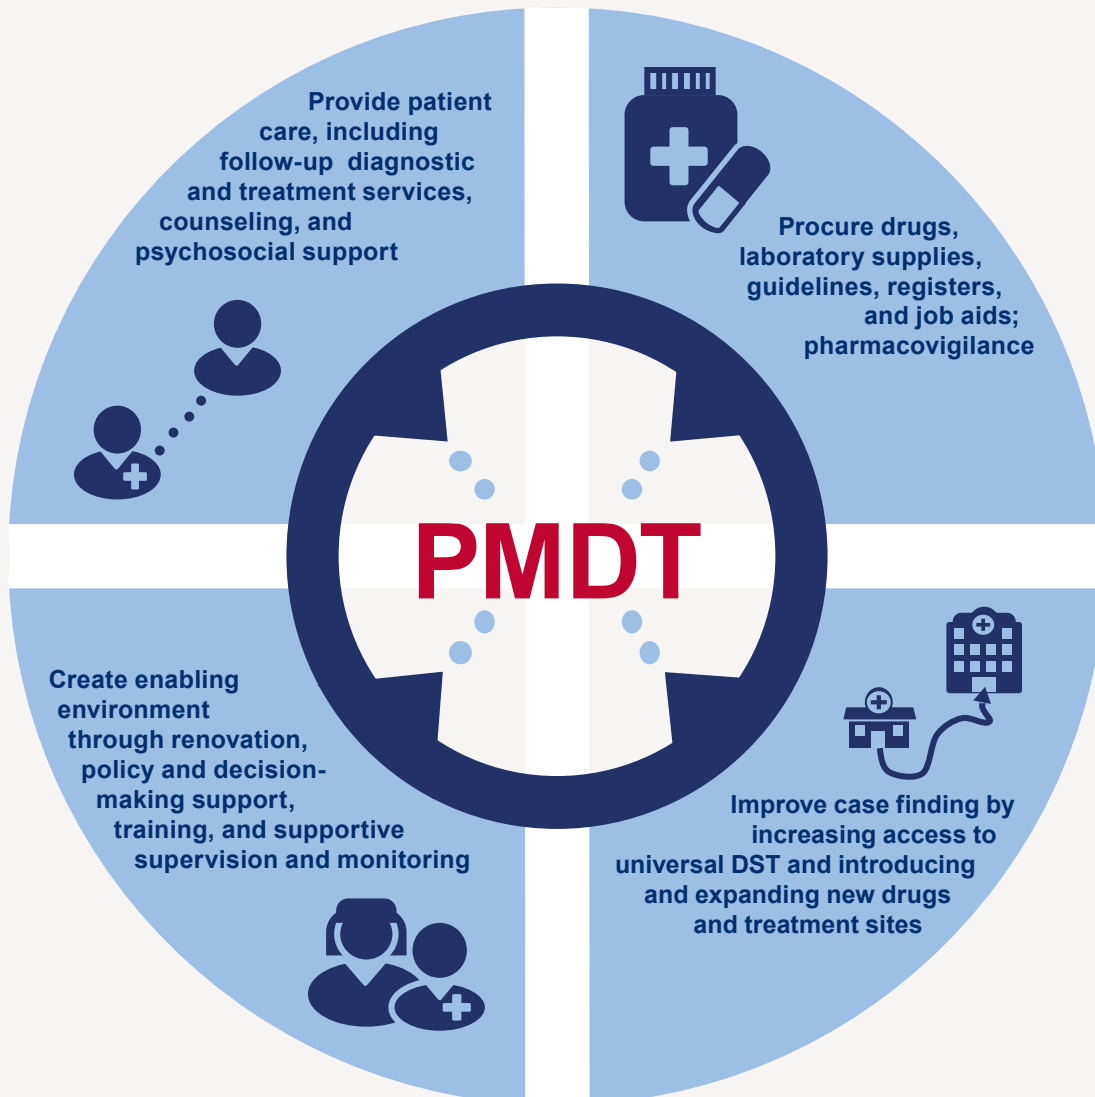 Provide patient
care, including
follow-up diagnostic
and treatment services,
counseling, and
psychosocial support
Procure drugs,
laboratory supplies,
guidelines, registers,
and job aids;
pharmacovigilance
PMDT
Create enabling
environment
through renovation,
policy and decision-
making support,
training, and supportive
supervision and monitoring
Improve case finding by
increasing access to
universal DST and introducing
and expanding new drugs
and treatment sites